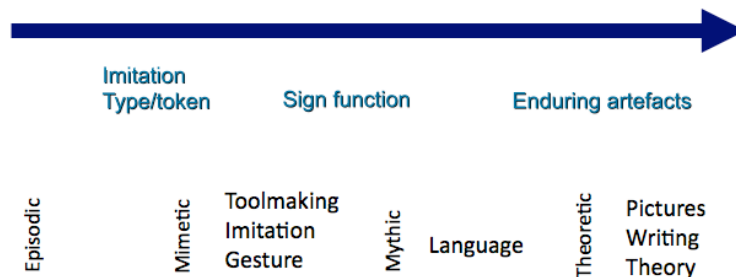 Imitation
Type/token
Sign function
Enduring artefacts
Episodic
Mimetic
Toolmaking
Imitation
Gesture
Mythic
Language
Theoretic
Pictures
Writing
Theory